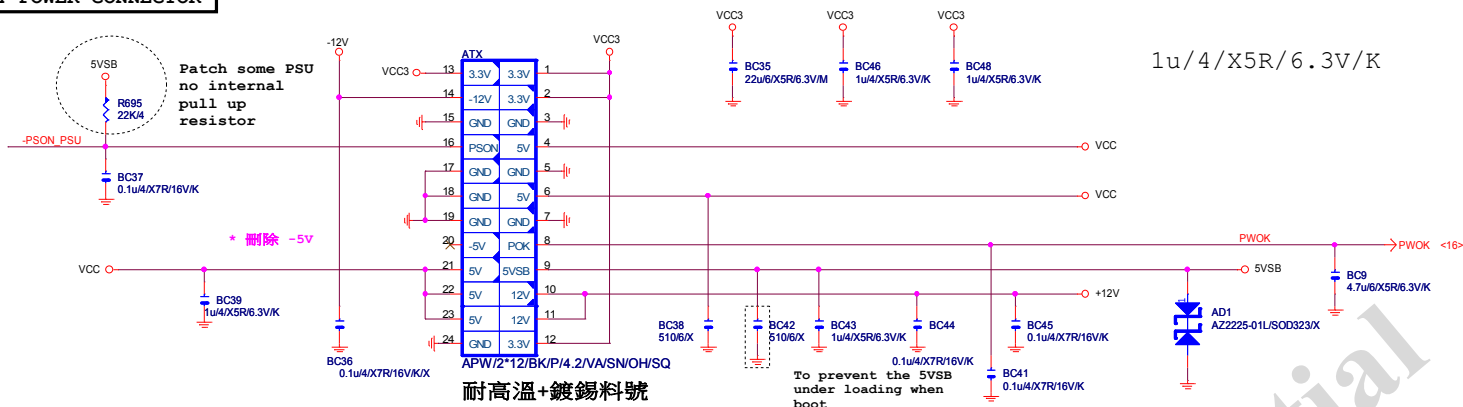 POWER CONNECTOR
5VSB
R695
22K/4
Patch some PSU
no internal
pull up
resistor
-PSON_PSU
BC37
0.1u/4/X7R/16V/K
* 刪除 -5V
VCC
BC39
1u/4/X5R/6.3V/K
-12V
BC36
0.1u/4/X7R/16V/K/X
VCC3
VCC3
ATX
13 3.3V 3.3V 1
14 -12V 3.3V 2
15 GND GND 3
16 PSON 5V 4
17 GND GND 5
18 GND 5V 6
19 GND GND 7
20 -5V POK 8
21 5V 5VSB 9
22 5V 12V 10
23 5V 12V 11
24 GND 3.3V 12
APW/2*12/BK/P/4.2/VA/SN/OH/SQ
耐高溫+鍍錫料號
VCC3
BC35
22u/6/X5R/6.3V/M
VCC3
BC46
1u/4/X5R/6.3V/K
VCC3
BC48
1u/4/X5R/6.3V/K
1u/4/X5R/6.3V/K
VCC
VCC
PWOK
PWOK <16>
5VSB
+12V
BC9
4.7u/6/X5R/6.3V/K
1
AD1
AZ2225-01L/SOD323/X
BC38
510/6/X
BC42
510/6/X
BC43
1u/4/X5R/6.3V/K
BC44
0.1u/4/X7R/16V/K
BC45
0.1u/4/X7R/16V/K
To prevent the 5VSB
under loading when
boot
BC41
0.1u/4/X7R/16V/K